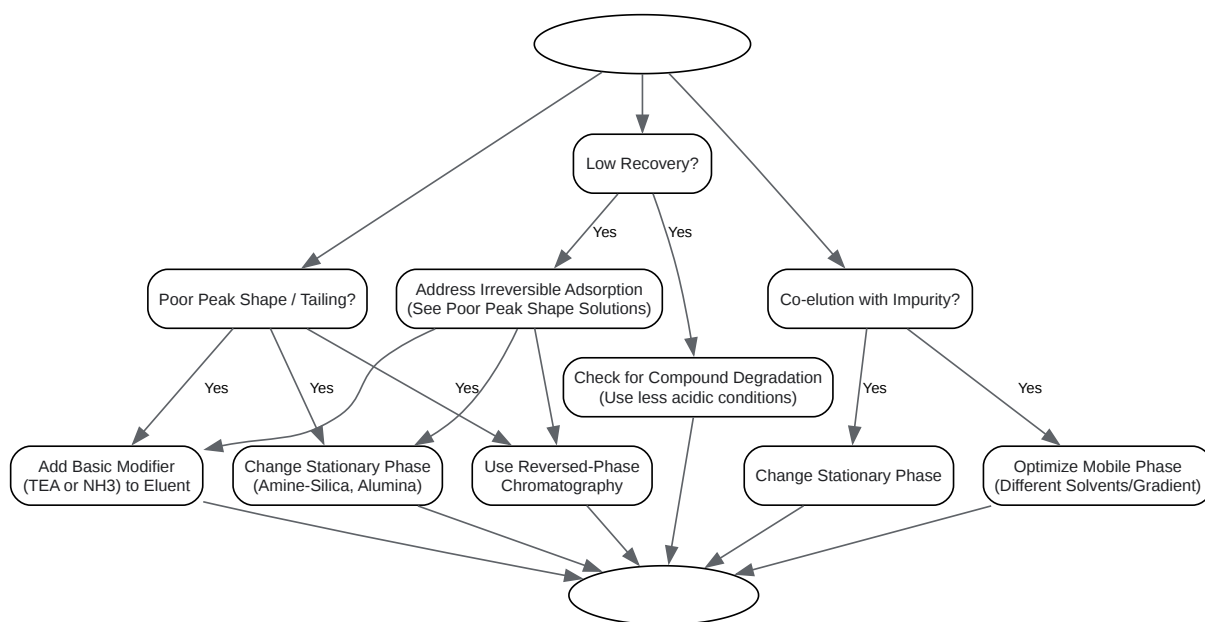 Low Recovery?
Yes
Yes
Poor Peak Shape / Tailing?
Address Irreversible Adsorption
(See Poor Peak Shape Solutions)
Co-elution with Impurity?
Check for Compound Degradation
(Use less acidic conditions)
Yes
Yes
Yes
Yes
Yes
Add Basic Modifier
(TEA or NH3) to Eluent
Change Stationary Phase
(Amine-Silica, Alumina)
Use Reversed-Phase
Chromatography
Change Stationary Phase
Optimize Mobile Phase
(Different Solvents/Gradient)